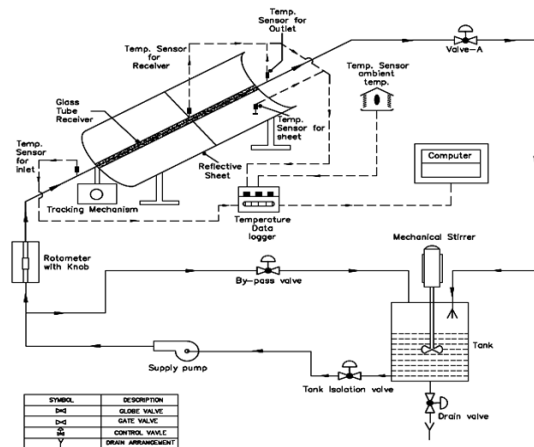 Temp. Sensor for
Outlet
Valve-A
Temp. Sensor
for
Receiver
Temp. Sensor
ambient
temp.
Glass
Tube
Receiver
Temp.
Sensor for
sheet
Temp.
Sensor
for
inlet
Reflective
Sheet
Computer
Tracking Mechanism
Temperature
Data
logger
Mechanical Stirrer
Rotometer
with Knob
By-pass valve
Tank
Supply pump
Tank Isolation valve
Drain valve
SYMBOL DESCRIPTION
GLOBE VALVE
GATE VALVE
CONTROL VAVLE
DRAIN ARRANGEMENT